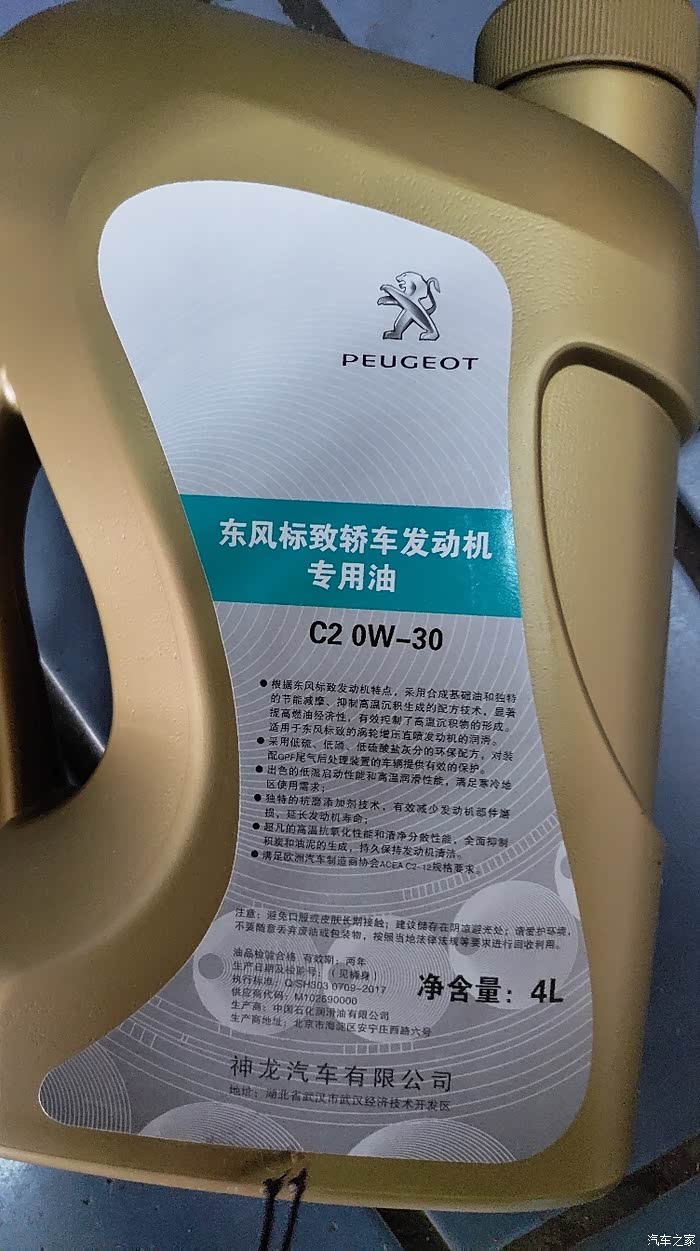 PEUGEOT
东风标致轿车发动机
专用油
C2 0W-30
● 根据东风标致发动机特点，采用合成基础油和独特
的节能减摩、抑制高温沉积生成的配方技术，显著
提高燃油经济性，有效控制了高温沉积物的形成。
适用于东风标致的涡轮增压直喷发动机的润滑。
● 采用低硫、低磷、低硫酸盐灰分的环保配方，对装
配GPF尾气后处理装置的车辆提供有效的保护。
● 出色的低温启动性能和高温润滑性能，满足寒冷地
区使用需求；
● 独特的抗磨添加剂技术，有效减少发动机部件磨
损，延长发动机寿命；
● 超凡的高温抗氧化性能和清净分散性能，全面抑制
积炭和油泥的生成，持久保持发动机清洁。
● 满足欧洲汽车制造商协会ACEA C2-12规格要求。
注意：避免口服或皮肤长期接触；建议储存在阴凉避光处；请爱护环境，
不要随意丢弃废油或包装物，按照当地法律法规等要求进行回收利用。
油品检验合格 有效期：两年
生产日期及检验号：（见桶身）
执行标准：Q/SH303 0709-2017
供应商代码：M102690000
生产商：中国石化润滑油有限公司
生产商地址：北京市海淀区安宁庄西路六号
净含量：4L
神龙汽车有限公司
地址：湖北省武汉市武汉经济技术开发区
汽车之家